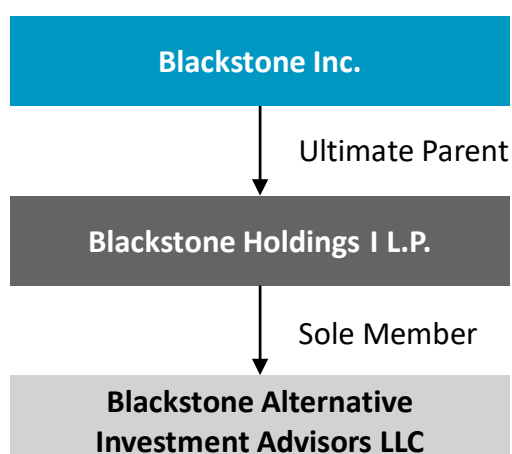 Blackstone Inc.
Ultimate Parent
Blackstone Holdings I L.P.
Sole Member
Blackstone Alternative
Investment Advisors LLC